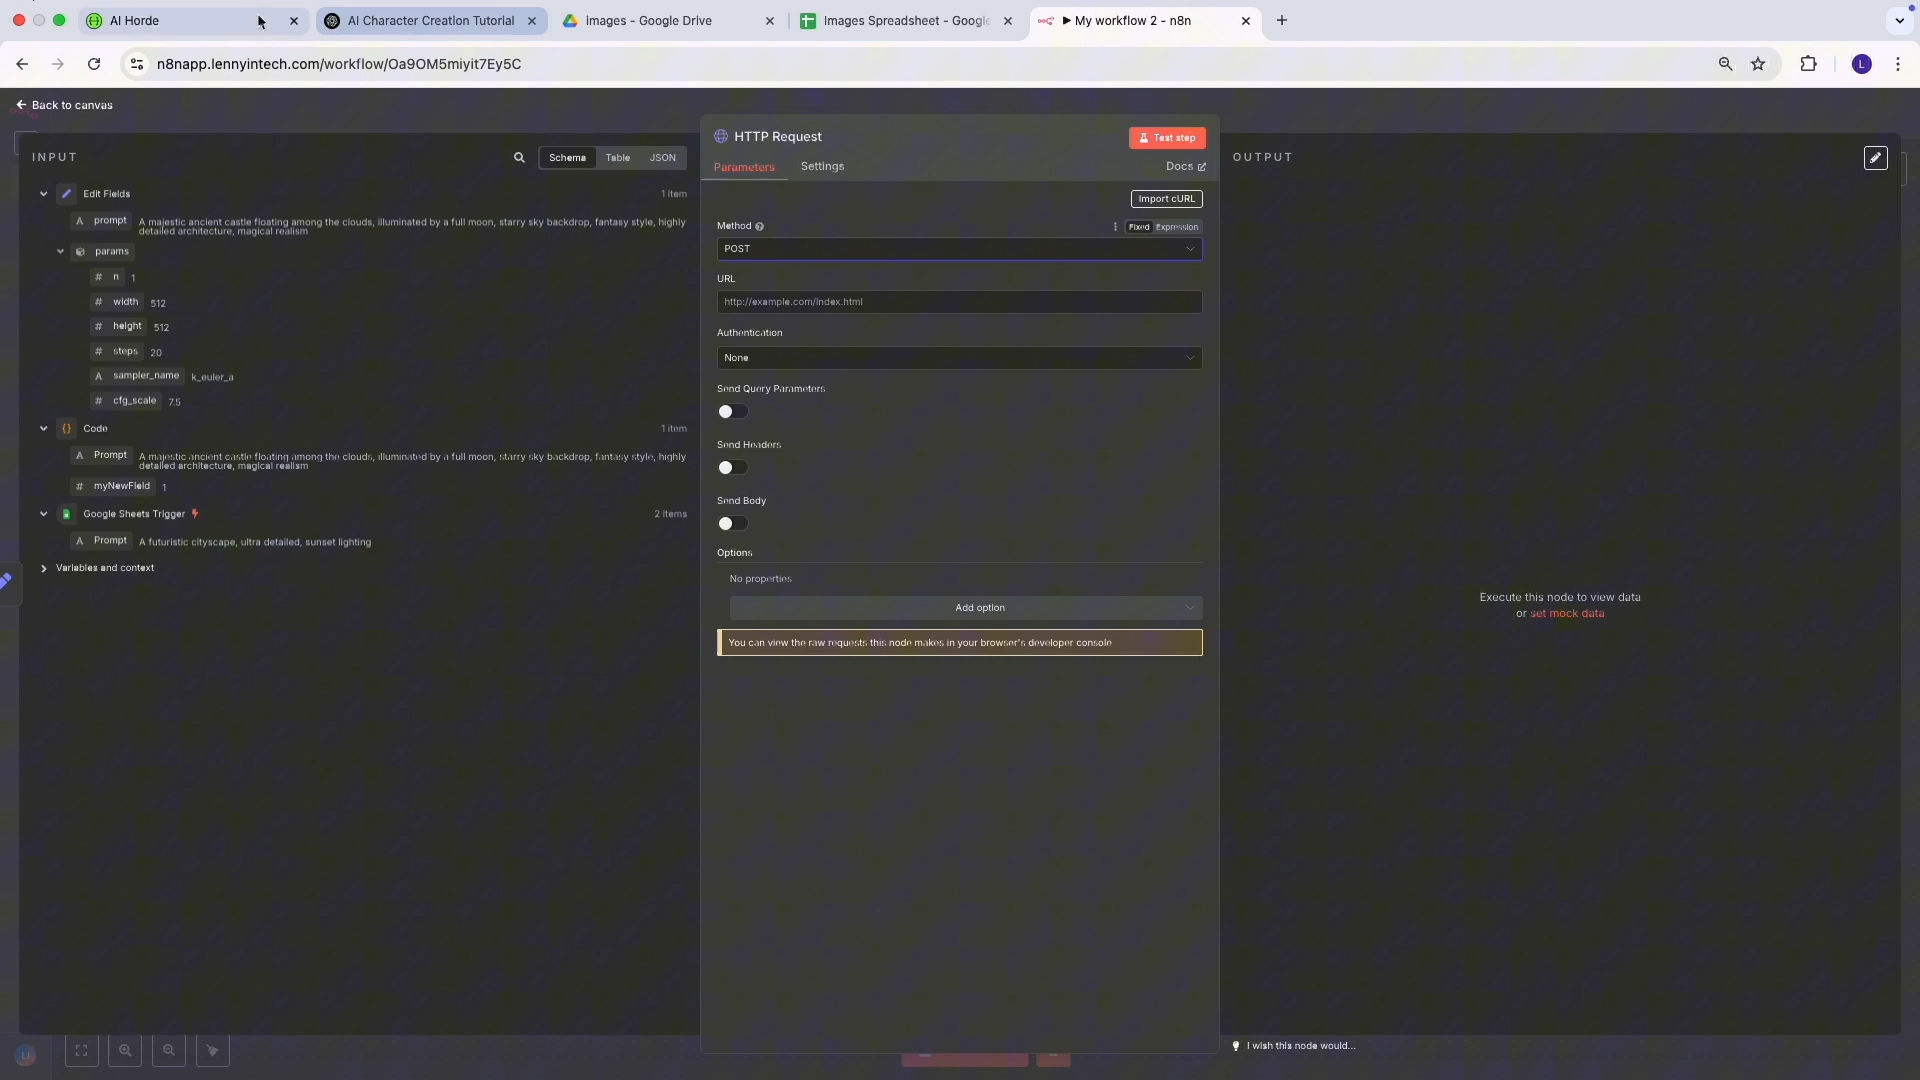 AI Horde
AI Character Creation Tutorial
Images - Google Drive
Images Spreadsheet - Google
My workflow 2 - n8n
n8napp.lennyintech.com/workflow/Oa9OM5miyit7Ey5C
L
Back to canvas
INPUT
Schema
Table
JSON
Edit Fields
1 item
A prompt A majestic ancient castle floating among the clouds, illuminated by a full moon, starry sky backdrop, fantasy style, highly
detailed architecture, magical realism
params
# n 1
# width 512
# height 512
# steps 20
A sampler_name k_euler_a
# cfg_scale 7.5
{} Code
1 item
A Prompt A majestic ancient castle floating among the clouds, illuminated by a full moon, starry sky backdrop, fantasy style, highly
detailed architecture, magical realism
# myNewField 1
Google Sheets Trigger
2 items
A Prompt A futuristic cityscape, ultra detailed, sunset lighting
Variables and context
HTTP Request
Test step
Parameters
Settings
Docs
Import cURL
Method
Fixed
Expression
POST
URL
http://example.com/index.html
Authentication
None
Send Query Parameters
Send Headers
Send Body
Options
No properties
Add option
You can view the raw requests this node makes in your browser's developer console
OUTPUT
Execute this node to view data
or set mock data
I wish this node would...